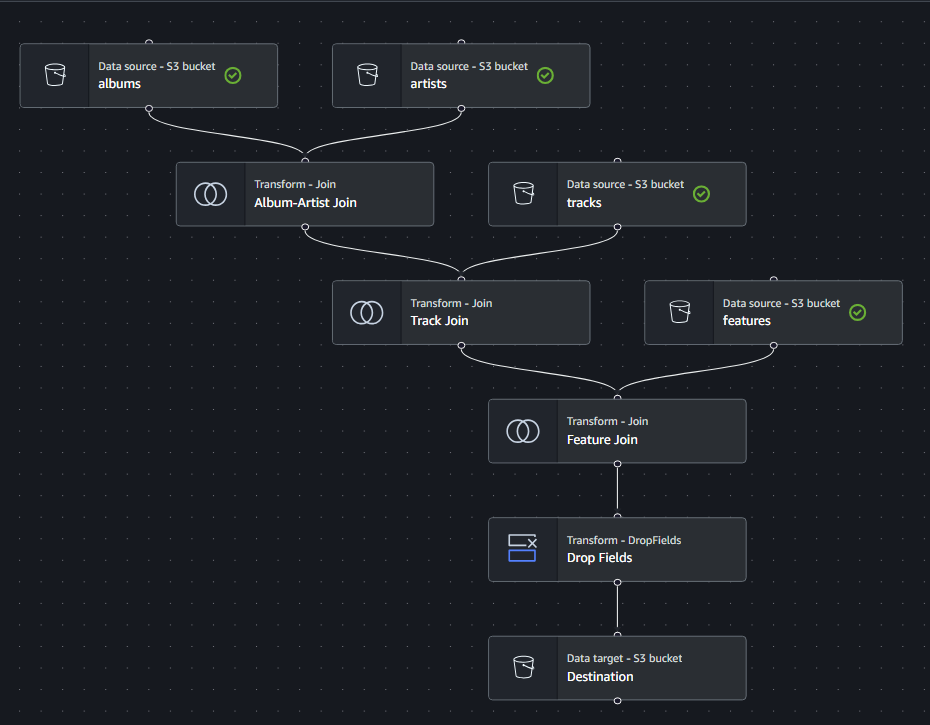 Data source - S3 bucket
albums
Data source - S3 bucket
artists
Transform - Join
Album-Artist Join
Data source - S3 bucket
tracks
Transform - Join
Track Join
Data source - S3 bucket
features
Transform - Join
Feature Join
Transform - DropFields
Drop Fields
Data target - S3 bucket
Destination